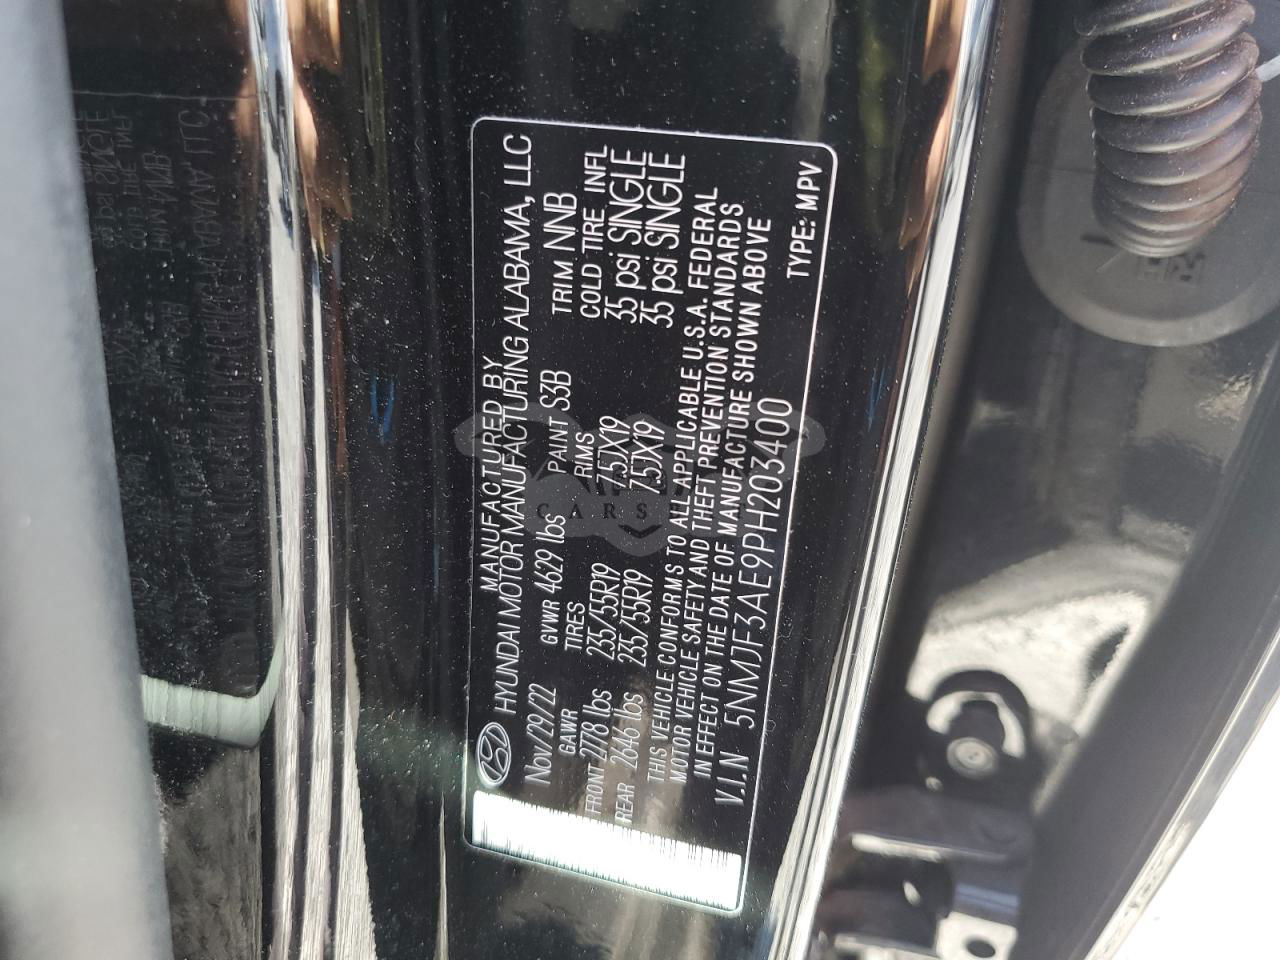 MANUFACTURED BY
HYUNDAI MOTOR MANUFACTURING ALABAMA, LLC
Nov/29/22 GVWR 4629 lbs PAINT S3B TRIM NNB
GAWR TIRES RIMS COLD TIRE INFL
FRONT 2778 lbs 235/55R19 7.5JX19 35 psi SINGLE
REAR 2646 lbs 235/55R19 7.5JX19 35 psi SINGLE
THIS VEHICLE CONFORMS TO ALL APPLICABLE U.S.A. FEDERAL
MOTOR VEHICLE SAFETY AND THEFT PREVENTION STANDARDS
IN EFFECT ON THE DATE OF MANUFACTURE SHOWN ABOVE
V.I.N 5NMJF3AE9PH203400 TYPE: MPV